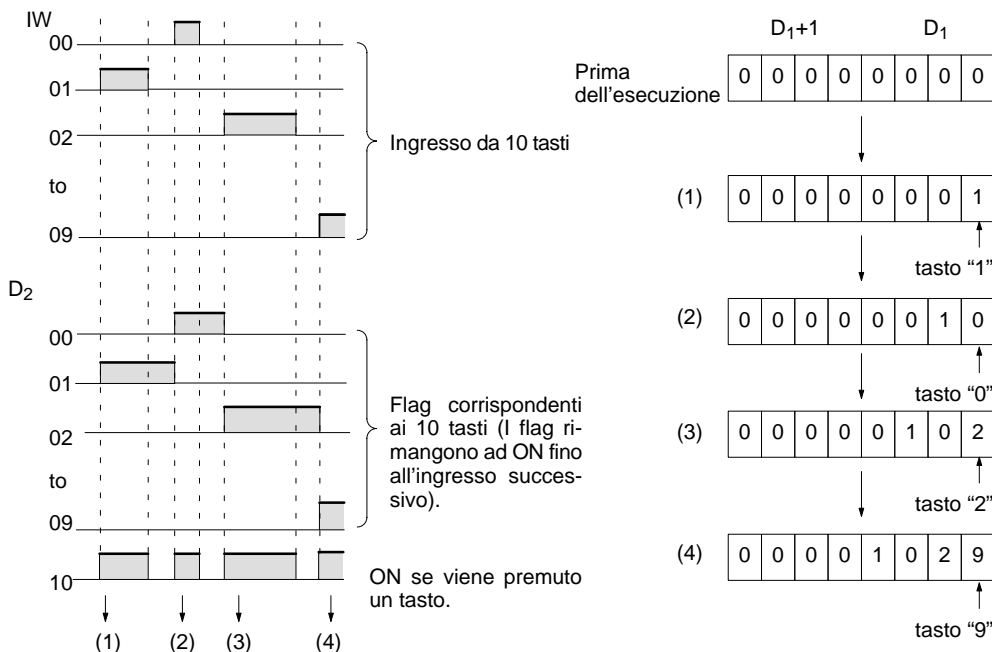 IW
00
01
02
to
09
Ingresso da 10 tasti
D2
00
01
02
to
09
10
Flag corrispondenti
ai 10 tasti (I flag ri-
mangono ad ON fino
all'ingresso succes-
sivo).
ON se viene premuto
un tasto.
(1) (2) (3) (4)
D1+1 D1
Prima
dell'esecuzione
0 0 0 0 0 0 0 0
(1) 0 0 0 0 0 0 0 1
tasto “1”
(2) 0 0 0 0 0 0 1 0
tasto “0”
(3) 0 0 0 0 0 1 0 2
tasto “2”
(4) 0 0 0 0 1 0 2 9
tasto “9”